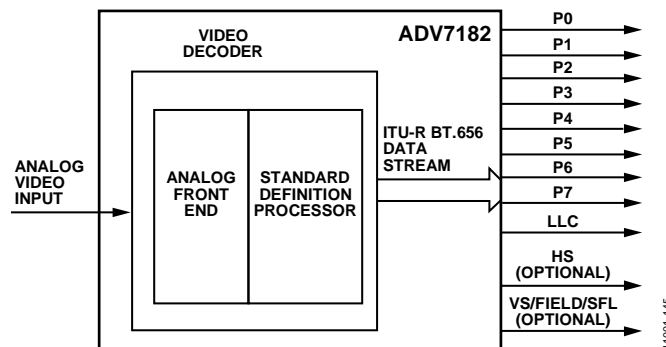 VIDEO
DECODER
ADV7182
ANALOG
VIDEO
INPUT
ANALOG
FRONT
END
STANDARD
DEFINITION
PROCESSOR
ITU-R BT.656
DATA
STREAM
P0
P1
P2
P3
P4
P5
P6
P7
LLC
HS
(OPTIONAL)
VS/FIELD/SFL
(OPTIONAL)